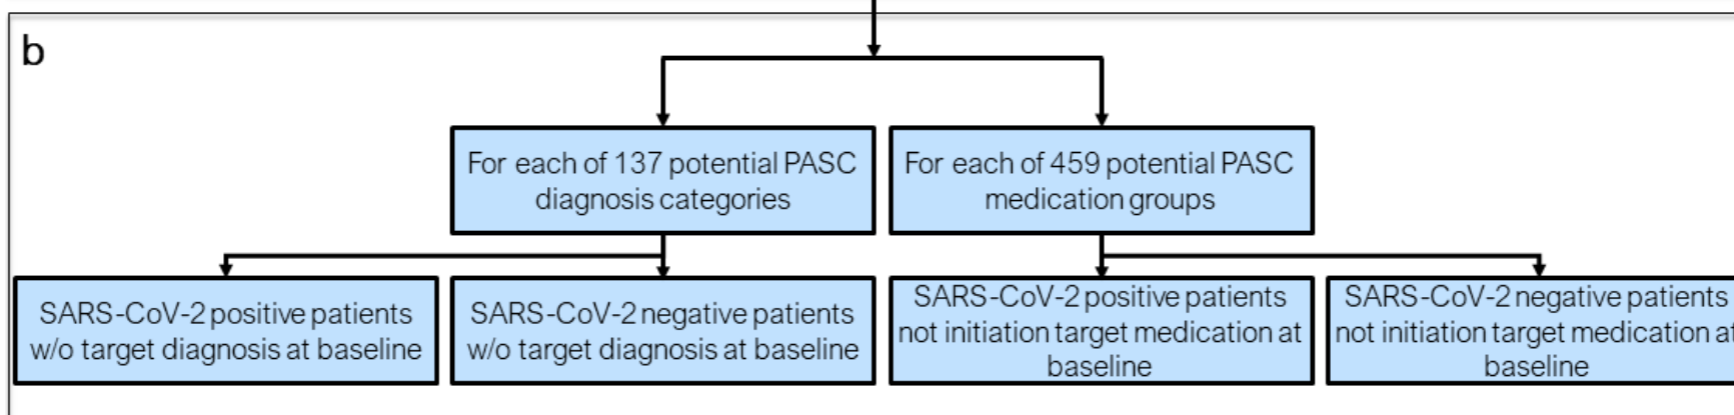 b
For each of 137 potential PASC
diagnosis categories
For each of 459 potential PASC
medication groups
SARS-CoV-2 positive patients
w/o target diagnosis at baseline
SARS-CoV-2 negative patients
w/o target diagnosis at baseline
SARS-CoV-2 positive patients
not initiation target medication at
baseline
SARS-CoV-2 negative patients
not initiation target medication at
baseline